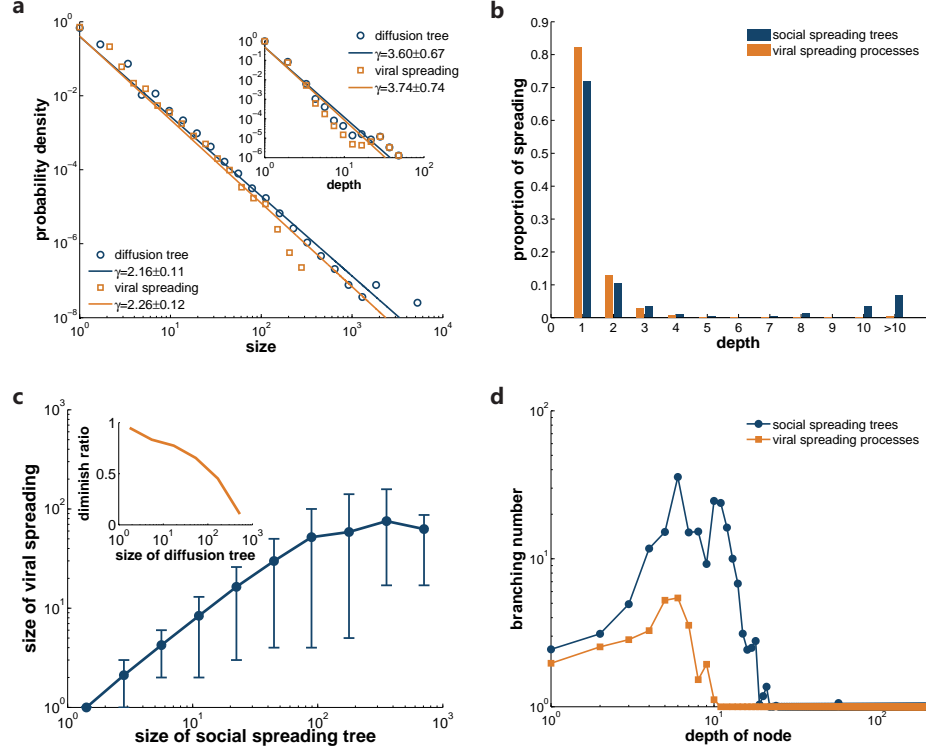 a
10^0
10^-2
10^-4
10^-6
10^-8
probability density
10^0
10^1
10^2
10^3
10^4
size
diffusion tree
γ=2.16±0.11
viral spreading
γ=2.26±0.12
10^0
10^-1
10^-2
10^-3
10^-4
10^-5
10^-6
10^0
10^1
10^2
depth
diffusion tree
γ=3.60±0.67
viral spreading
γ=3.74±0.74
b
0.9
0.8
0.7
0.6
0.5
0.4
0.3
0.2
0.1
0
proportion of spreading
0 1 2 3 4 5 6 7 8 9 10 >10
depth
social spreading trees
viral spreading processes
c
10^3
10^2
10^1
10^0
size of viral spreading
10^0
10^1
10^2
10^3
size of social spreading tree
1
0.5
0
diminish ratio
10^0
10^1
10^2
10^3
size of diffusion tree
d
10^2
10^1
10^0
branching number
10^0
10^1
10^2
depth of node
social spreading trees
viral spreading processes